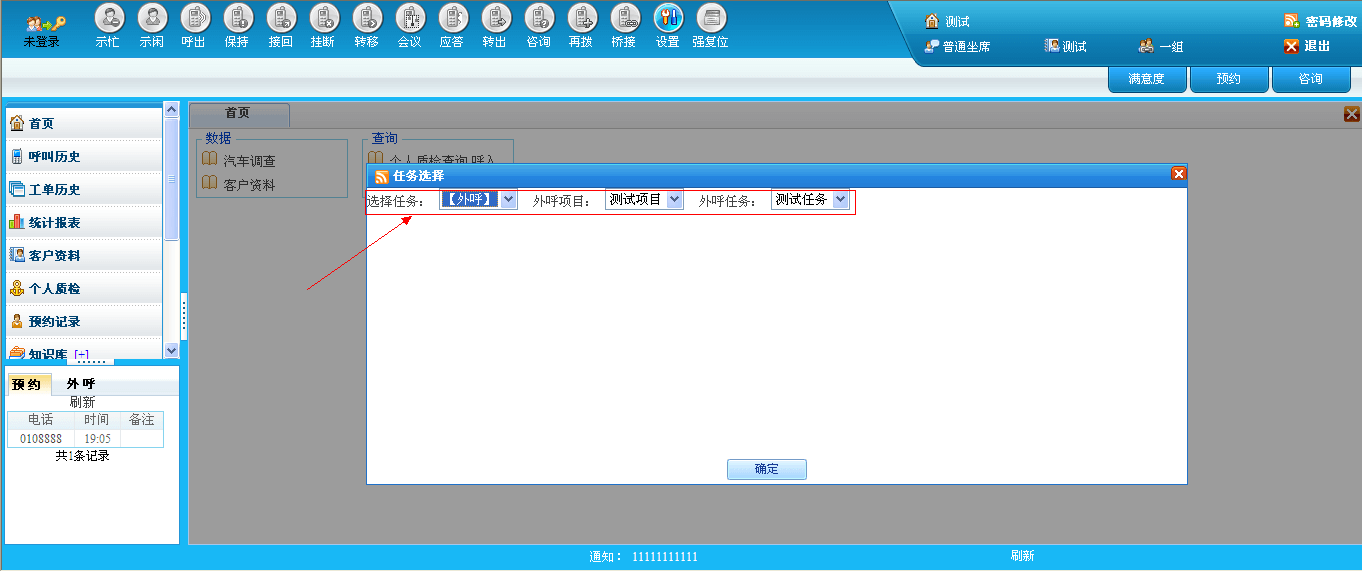 未登录 示忙 示闲 呼出 保持 接回 挂断 转移 会议 应答 转出 咨询 再拨 桥接 设置 强复位
测试 密码修改
普通坐席 测试 一组 退出
满意度 预约 咨询
首页
呼叫历史
工单历史
统计报表
客户资料
个人质检
预约记录
知识库 [+]
预 约 外 呼
刷新
电话 时间 备注
0108888 19:05
共1条记录
首页
数据
汽车调查
客户资料
查询
个人质检查询 呼入
任务选择
选择任务: 【外呼】 外呼项目: 测试项目 外呼任务: 测试任务
确定
通知: 11111111111 刷新